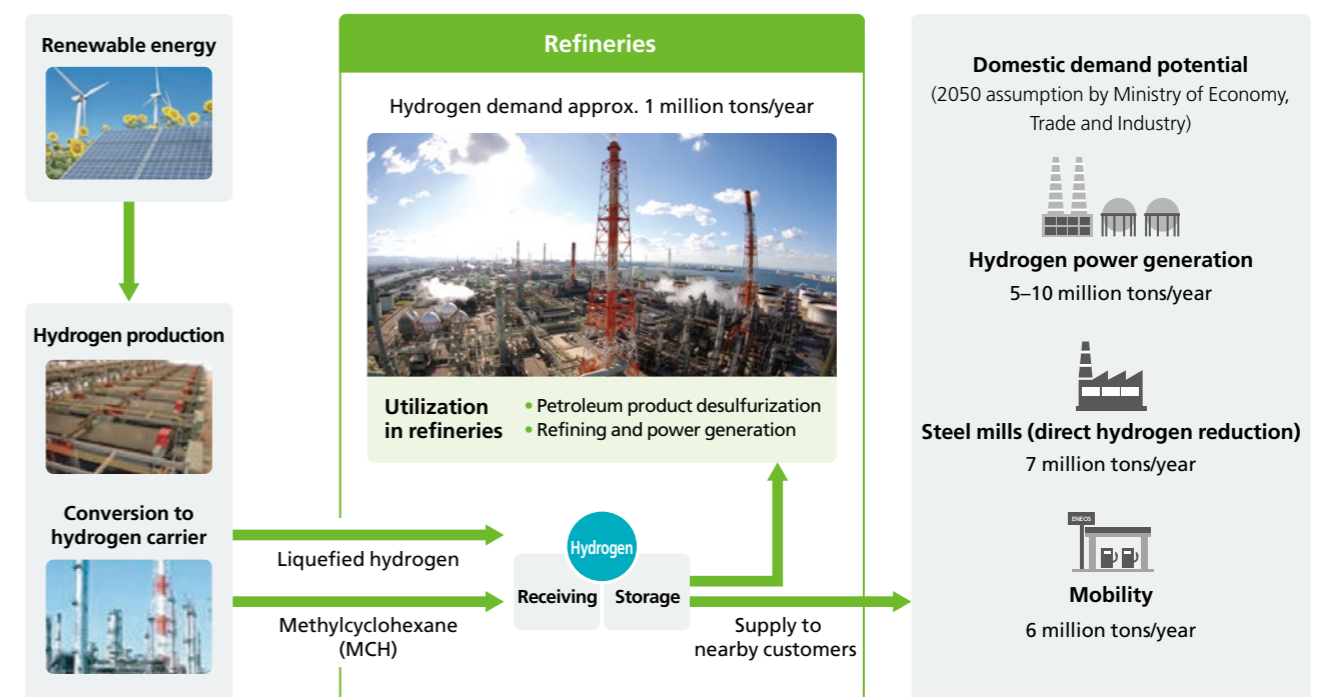 Renewable energy
Hydrogen production
Conversion to
hydrogen carrier
Liquefied hydrogen
Methylcyclohexane
(MCH)
Refineries
Hydrogen demand approx. 1 million tons/year
Utilization
in refineries
• Petroleum product desulfurization
• Refining and power generation
Hydrogen
Receiving
Storage
Supply to
nearby customers
Domestic demand potential
(2050 assumption by Ministry of Economy,
Trade and Industry)
Hydrogen power generation
5–10 million tons/year
Steel mills (direct hydrogen reduction)
7 million tons/year
ENEOS
Mobility
6 million tons/year